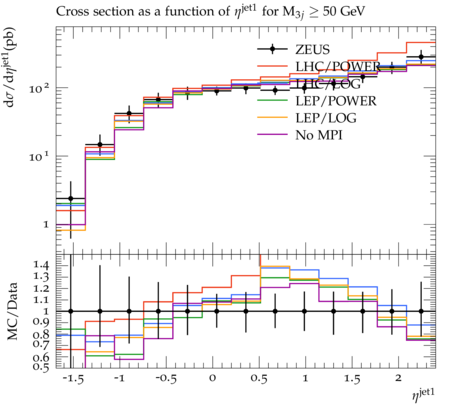 Cross section as a function of η^jet1 for M_3j ≥ 50 GeV
dσ/dη^jet1(pb)
ZEUS
LHC/POWER
LHC/LOG
LEP/POWER
LEP/LOG
No MPI
10^2
10^1
1
MC/Data
1.4
1.3
1.2
1.1
1
0.9
0.8
0.7
0.6
0.5
-1.5 -1 -0.5 0 0.5 1 1.5 2
η^jet1